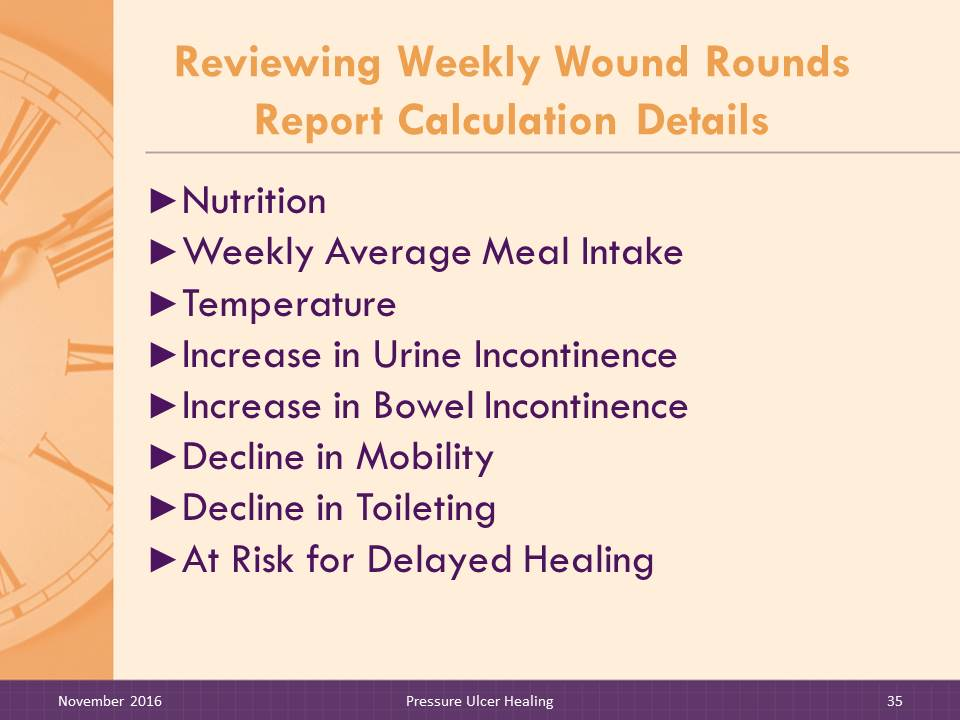 Reviewing Weekly Wound Rounds
Report Calculation Details
►Nutrition
►Weekly Average Meal Intake
►Temperature
►Increase in Urine Incontinence
►Increase in Bowel Incontinence
►Decline in Mobility
►Decline in Toileting
►At Risk for Delayed Healing
November 2016
Pressure Ulcer Healing
35